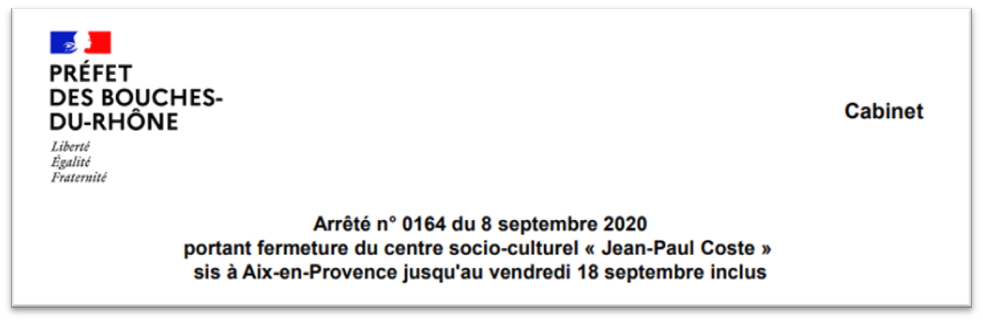 PRÉFET
DES BOUCHES-
DU-RHÔNE
Liberté
Égalité
Fraternité
Cabinet
Arrêté n° 0164 du 8 septembre 2020
portant fermeture du centre socio-culturel « Jean-Paul Coste »
sis à Aix-en-Provence jusqu'au vendredi 18 septembre inclus